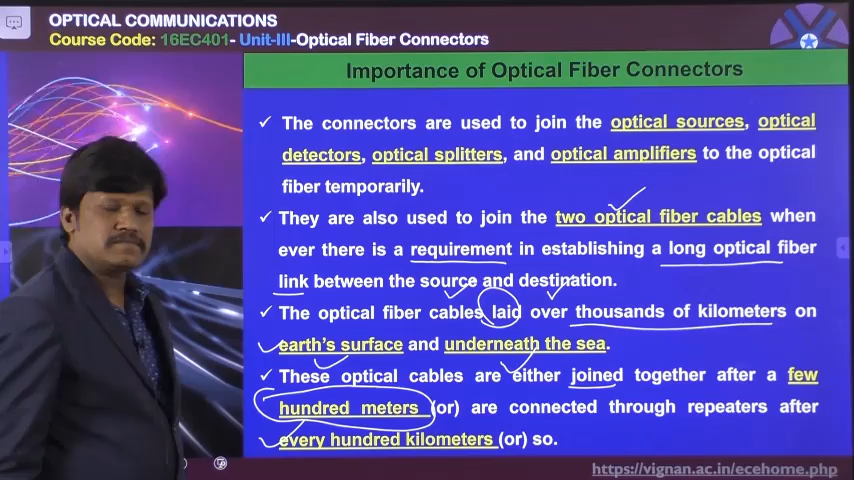 OPTICAL COMMUNICATIONS
Course Code: 16EC401- Unit-III-Optical Fiber Connectors
Importance of Optical Fiber Connectors
✓ The connectors are used to join the optical sources, optical
detectors, optical splitters, and optical amplifiers to the optical
fiber temporarily.
✓ They are also used to join the two optical fiber cables when
ever there is a requirement in establishing a long optical fiber
link between the source and destination.
✓ The optical fiber cables laid over thousands of kilometers on
earth's surface and underneath the sea.
✓ These optical cables are either joined together after a few
hundred meters (or) are connected through repeaters after
every hundred kilometers (or) so.
https://vignan.ac.in/ecehome.php